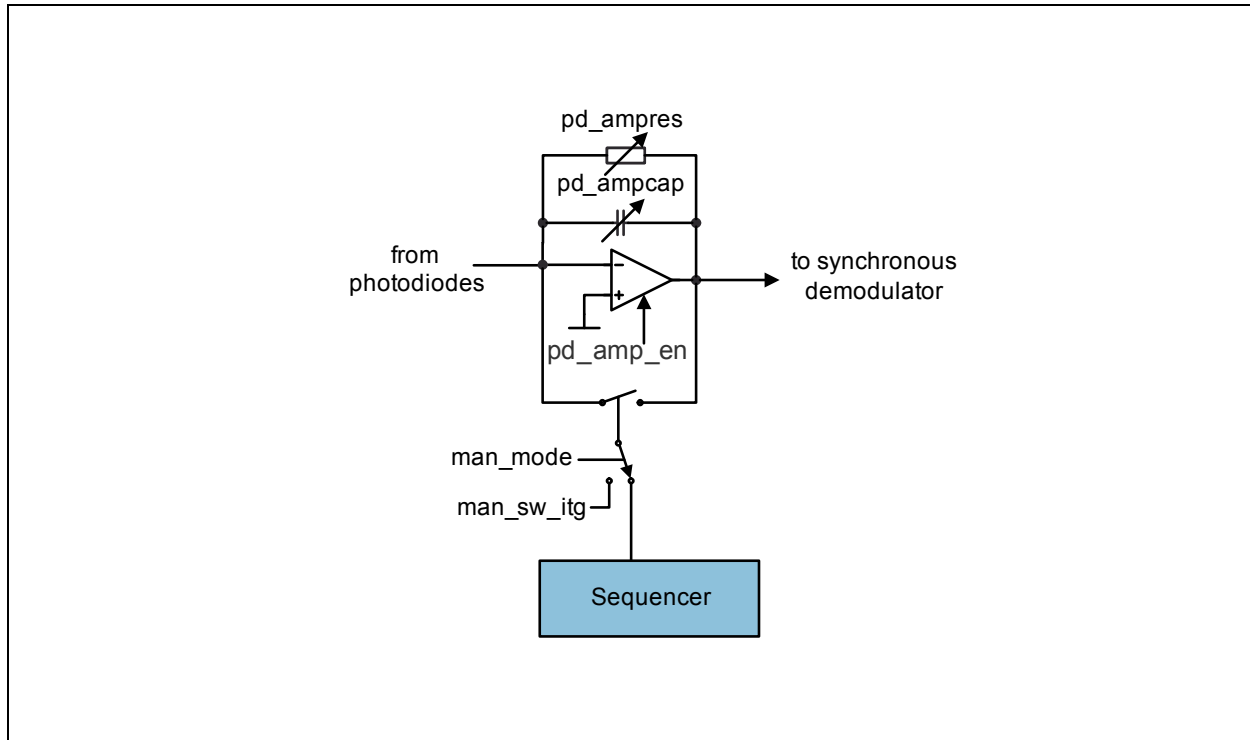 pd_ampres
pd_ampcap
from
photodiodes
to synchronous
demodulator
pd_amp_en
man_mode
man_sw_itg
Sequencer